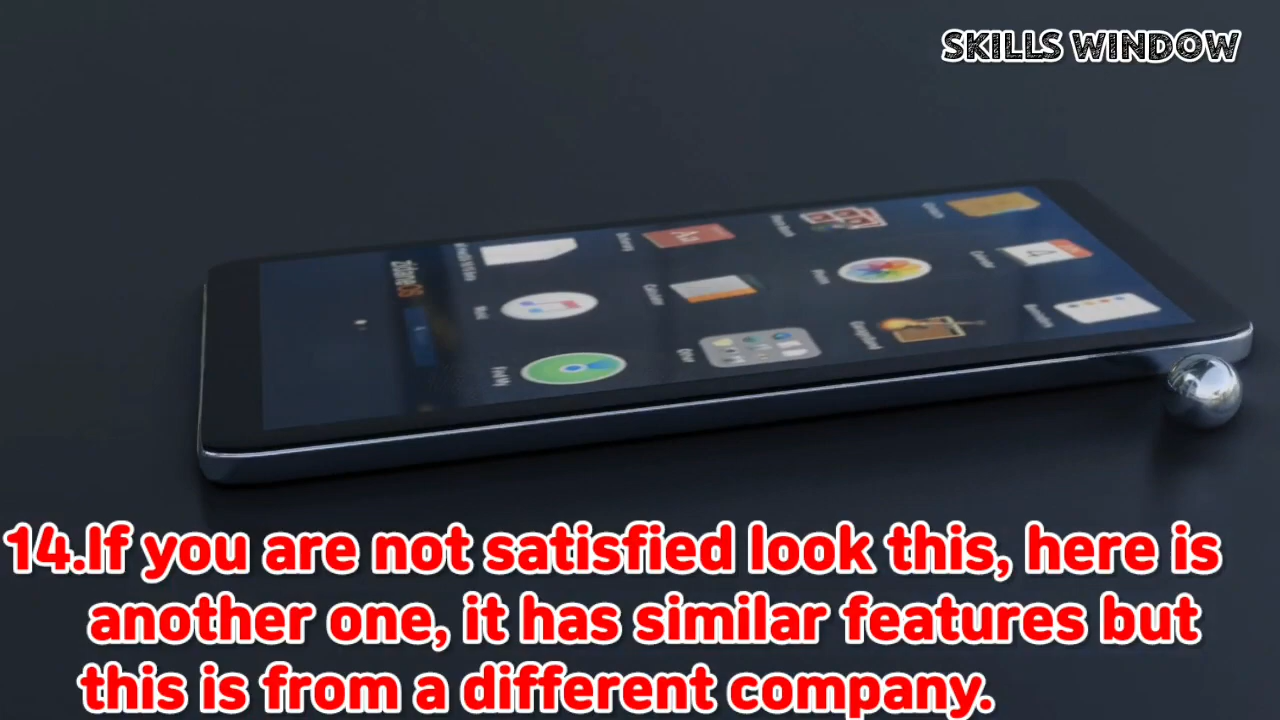 SKILLS WINDOW
Aa
14.If you are not satisfied look this, here is
another one, it has similar features but
this is from a different company.